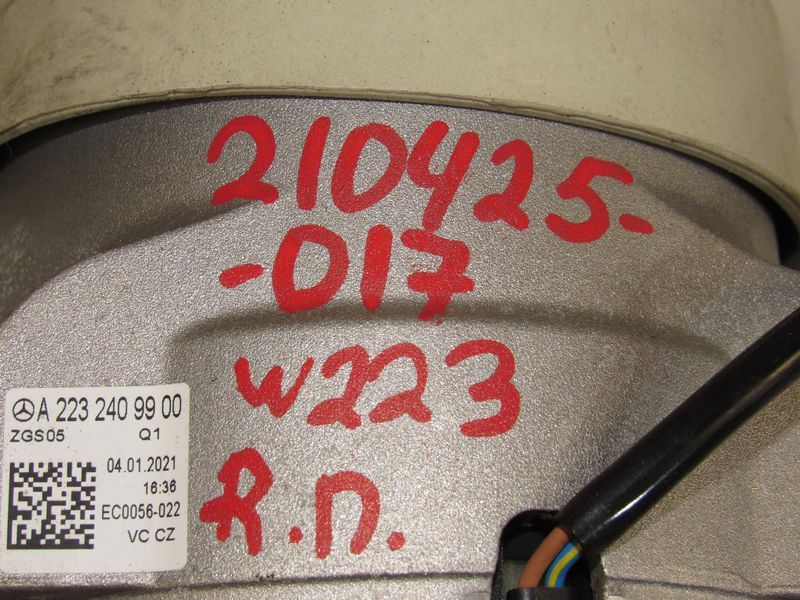 210425-
-017
W223
R.П.
A 223 240 99 00
ZGS05 Q1
04.01.2021
16:36
EC0056-022
VC CZ